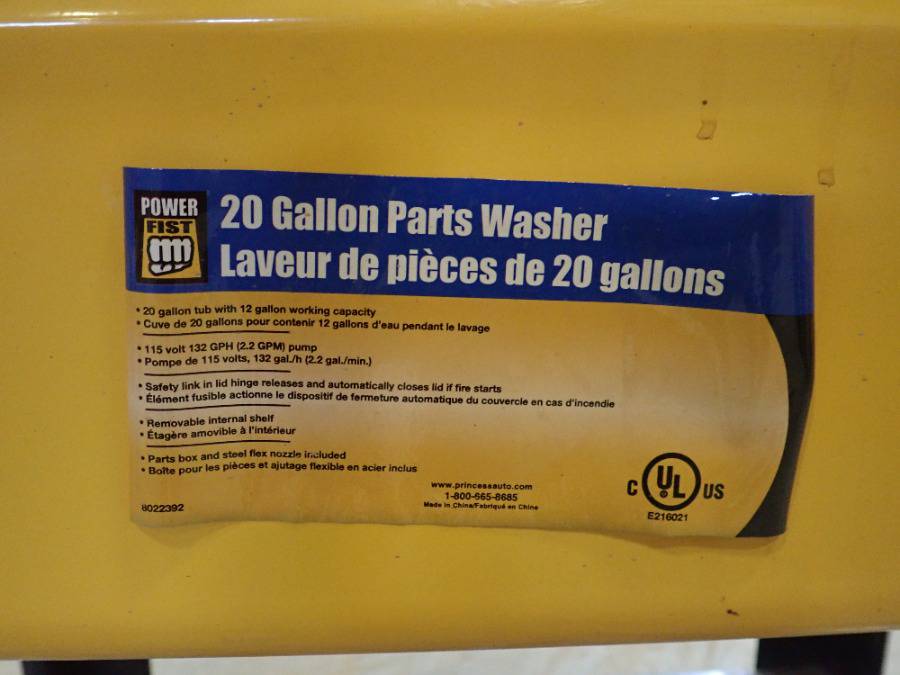 POWER
FIST
20 Gallon Parts Washer
Laveur de pièces de 20 gallons
• 20 gallon tub with 12 gallon working capacity
• Cuve de 20 gallons pour contenir 12 gallons d'eau pendant le lavage
• 115 volt 132 GPH (2.2 GPM) pump
• Pompe de 115 volts, 132 gal./h (2.2 gal./min.)
• Safety link in lid hinge releases and automatically closes lid if fire starts
• Élément fusible actionne le dispositif de fermeture automatique du couvercle en cas d'incendie
• Removable internal shelf
• Étagère amovible à l'intérieur
• Parts box and steel flex nozzle included
• Boîte pour les pièces et ajutage flexible en acier inclus
www.princessauto.com
1-800-665-8685
Made in China/Fabriqué en Chine
8022392
C UL US
E216021